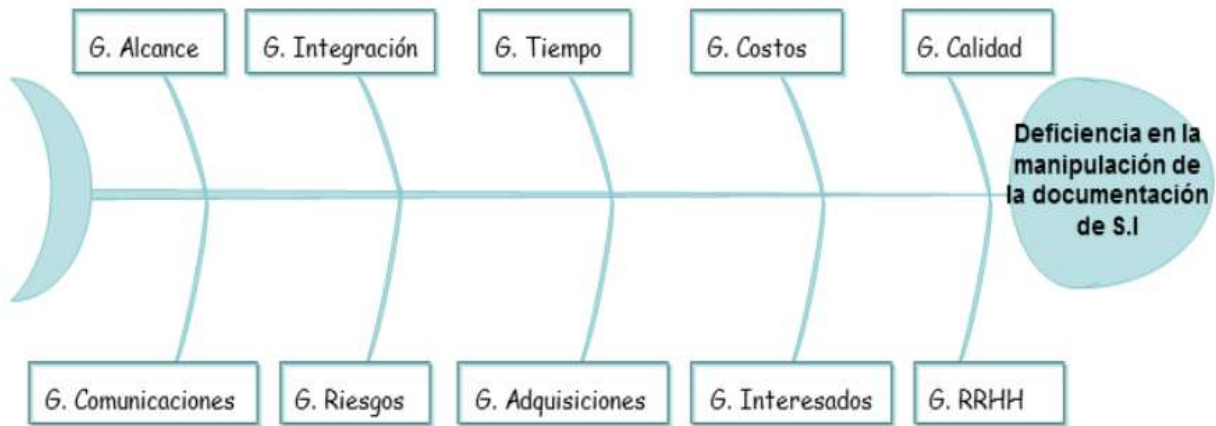 G. Alcance
G. Integración
G. Tiempo
G. Costos
G. Calidad
Deficiencia en la
manipulación de
la documentación
de S.I
G. Comunicaciones
G. Riesgos
G. Adquisiciones
G. Interesados
G. RRHH